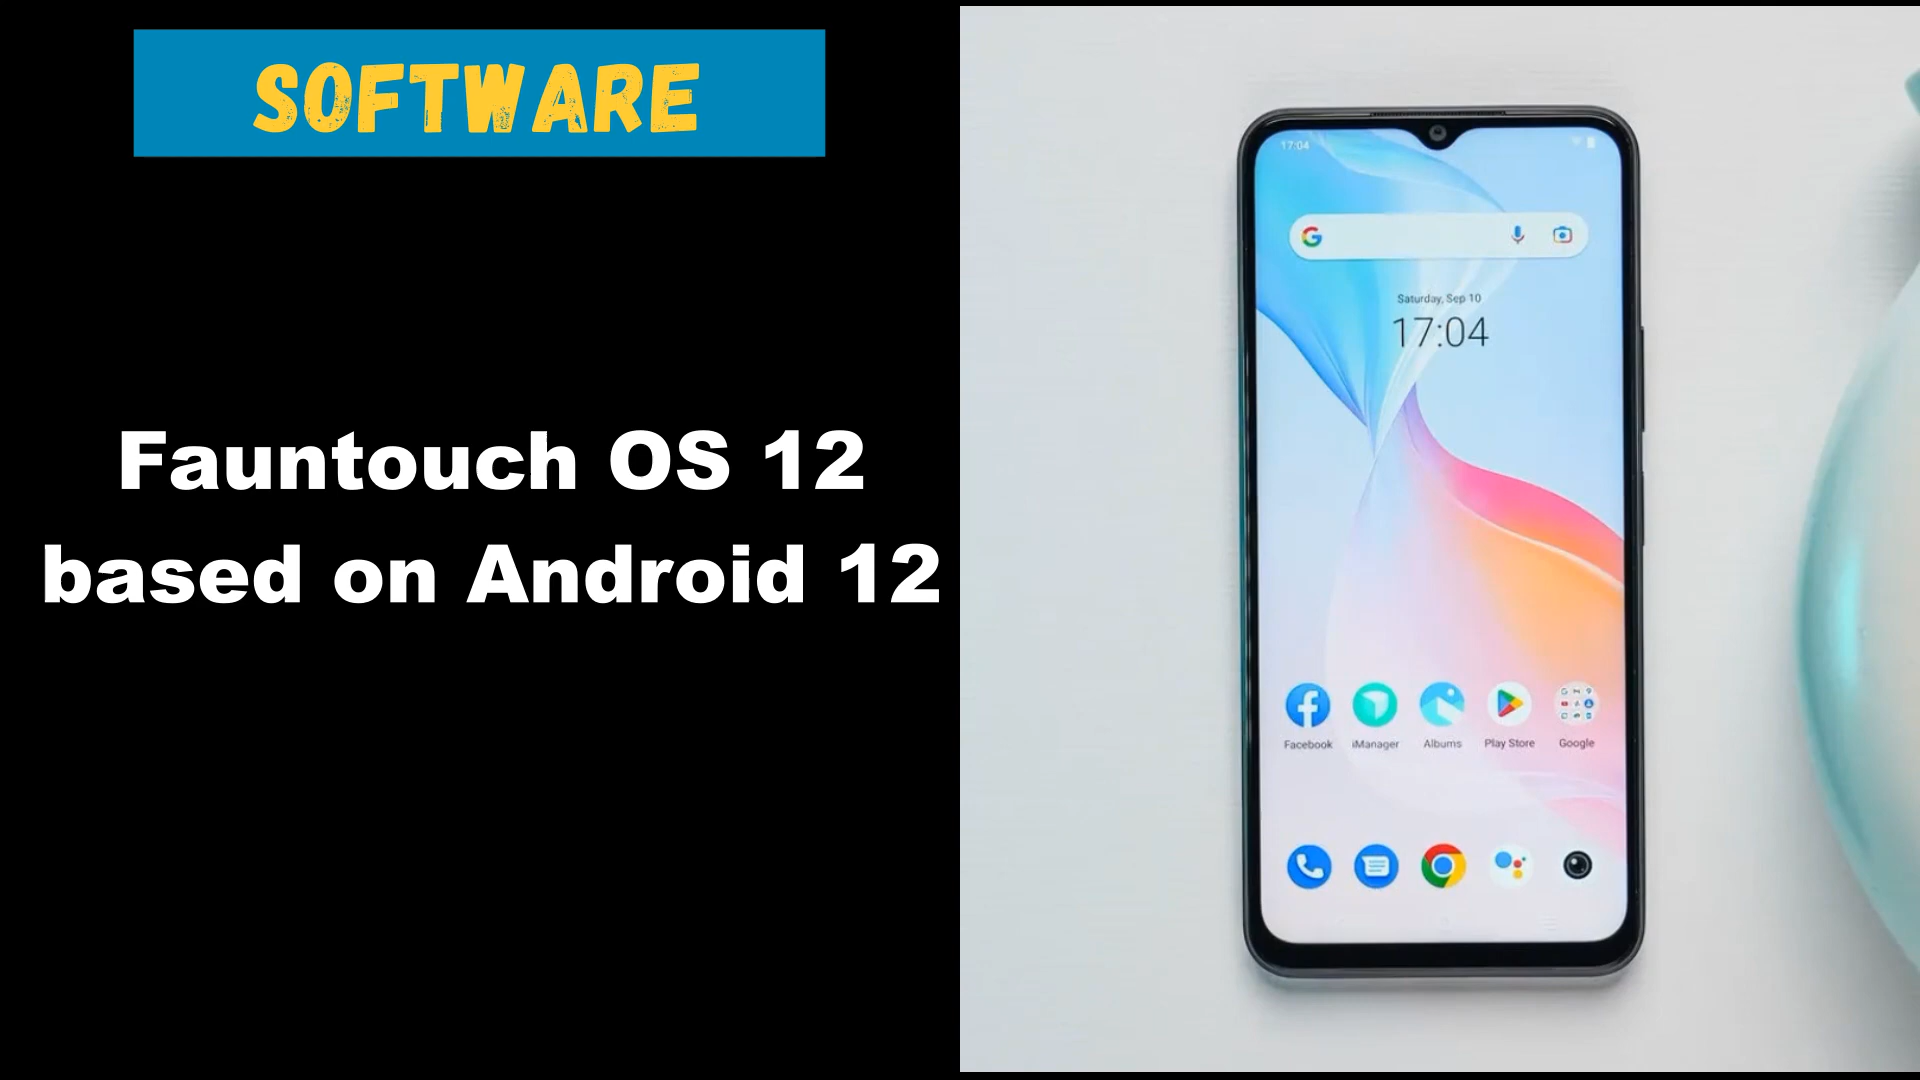 SOFTWARE
Fauntouch OS 12
based on Android 12
17:04
G
Saturday, Sep 10
17:04
Facebook iManager Albums Play Store Google